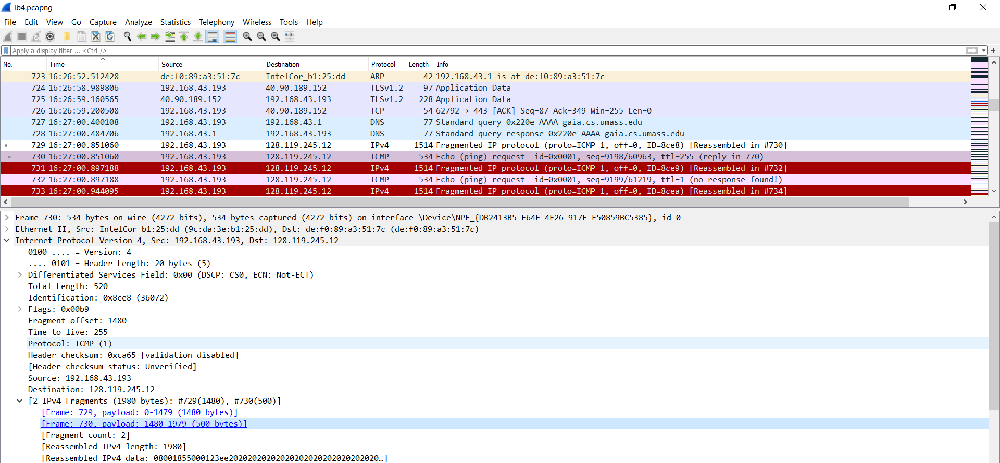 lb4.pcapng
File Edit View Go Capture Analyze Statistics Telephony Wireless Tools Help
Apply a display filter ... <Ctrl-/>
No. Time Source Destination Protocol Length Info
723 16:26:52.512428 de:f0:89:a3:51:7c IntelCor_b1:25:dd ARP 42 192.168.43.1 is at de:f0:89:a3:51:7c
724 16:26:58.989806 192.168.43.193 40.90.189.152 TLSv1.2 97 Application Data
725 16:26:59.160565 40.90.189.152 192.168.43.193 TLSv1.2 228 Application Data
726 16:26:59.200508 192.168.43.193 40.90.189.152 TCP 54 62792 → 443 [ACK] Seq=87 Ack=349 Win=255 Len=0
727 16:27:00.400108 192.168.43.193 192.168.43.1 DNS 77 Standard query 0x220e AAAA gaia.cs.umass.edu
728 16:27:00.484706 192.168.43.1 192.168.43.193 DNS 77 Standard query response 0x220e AAAA gaia.cs.umass.edu
729 16:27:00.851060 192.168.43.193 128.119.245.12 IPv4 1514 Fragmented IP protocol (proto=ICMP 1, off=0, ID=8ce8) [Reassembled in #730]
730 16:27:00.851060 192.168.43.193 128.119.245.12 ICMP 534 Echo (ping) request id=0x0001, seq=9198/60963, ttl=255 (reply in 770)
731 16:27:00.897188 192.168.43.193 128.119.245.12 IPv4 1514 Fragmented IP protocol (proto=ICMP 1, off=0, ID=8ce9) [Reassembled in #732]
732 16:27:00.897188 192.168.43.193 128.119.245.12 ICMP 534 Echo (ping) request id=0x0001, seq=9199/61219, ttl=1 (no response found!)
733 16:27:00.944095 192.168.43.193 128.119.245.12 IPv4 1514 Fragmented IP protocol (proto=ICMP 1, off=0, ID=8cea) [Reassembled in #734]
Frame 730: 534 bytes on wire (4272 bits), 534 bytes captured (4272 bits) on interface \Device\NPF_{DB2413B5-F64E-4F26-917E-F50859BC5385}, id 0
Ethernet II, Src: IntelCor_b1:25:dd (9c:da:3e:b1:25:dd), Dst: de:f0:89:a3:51:7c (de:f0:89:a3:51:7c)
Internet Protocol Version 4, Src: 192.168.43.193, Dst: 128.119.245.12
0100 .... = Version: 4
.... 0101 = Header Length: 20 bytes (5)
Differentiated Services Field: 0x00 (DSCP: CS0, ECN: Not-ECT)
Total Length: 520
Identification: 0x8ce8 (36072)
Flags: 0x00b9
Fragment offset: 1480
Time to live: 255
Protocol: ICMP (1)
Header checksum: 0xca65 [validation disabled]
[Header checksum status: Unverified]
Source: 192.168.43.193
Destination: 128.119.245.12
[2 IPv4 Fragments (1980 bytes): #729(1480), #730(500)]
[Frame: 729, payload: 0-1479 (1480 bytes)]
[Frame: 730, payload: 1480-1979 (500 bytes)]
[Fragment count: 2]
[Reassembled IPv4 length: 1980]
[Reassembled IPv4 data: 08001855000123ee20202020202020202020202020202020…]